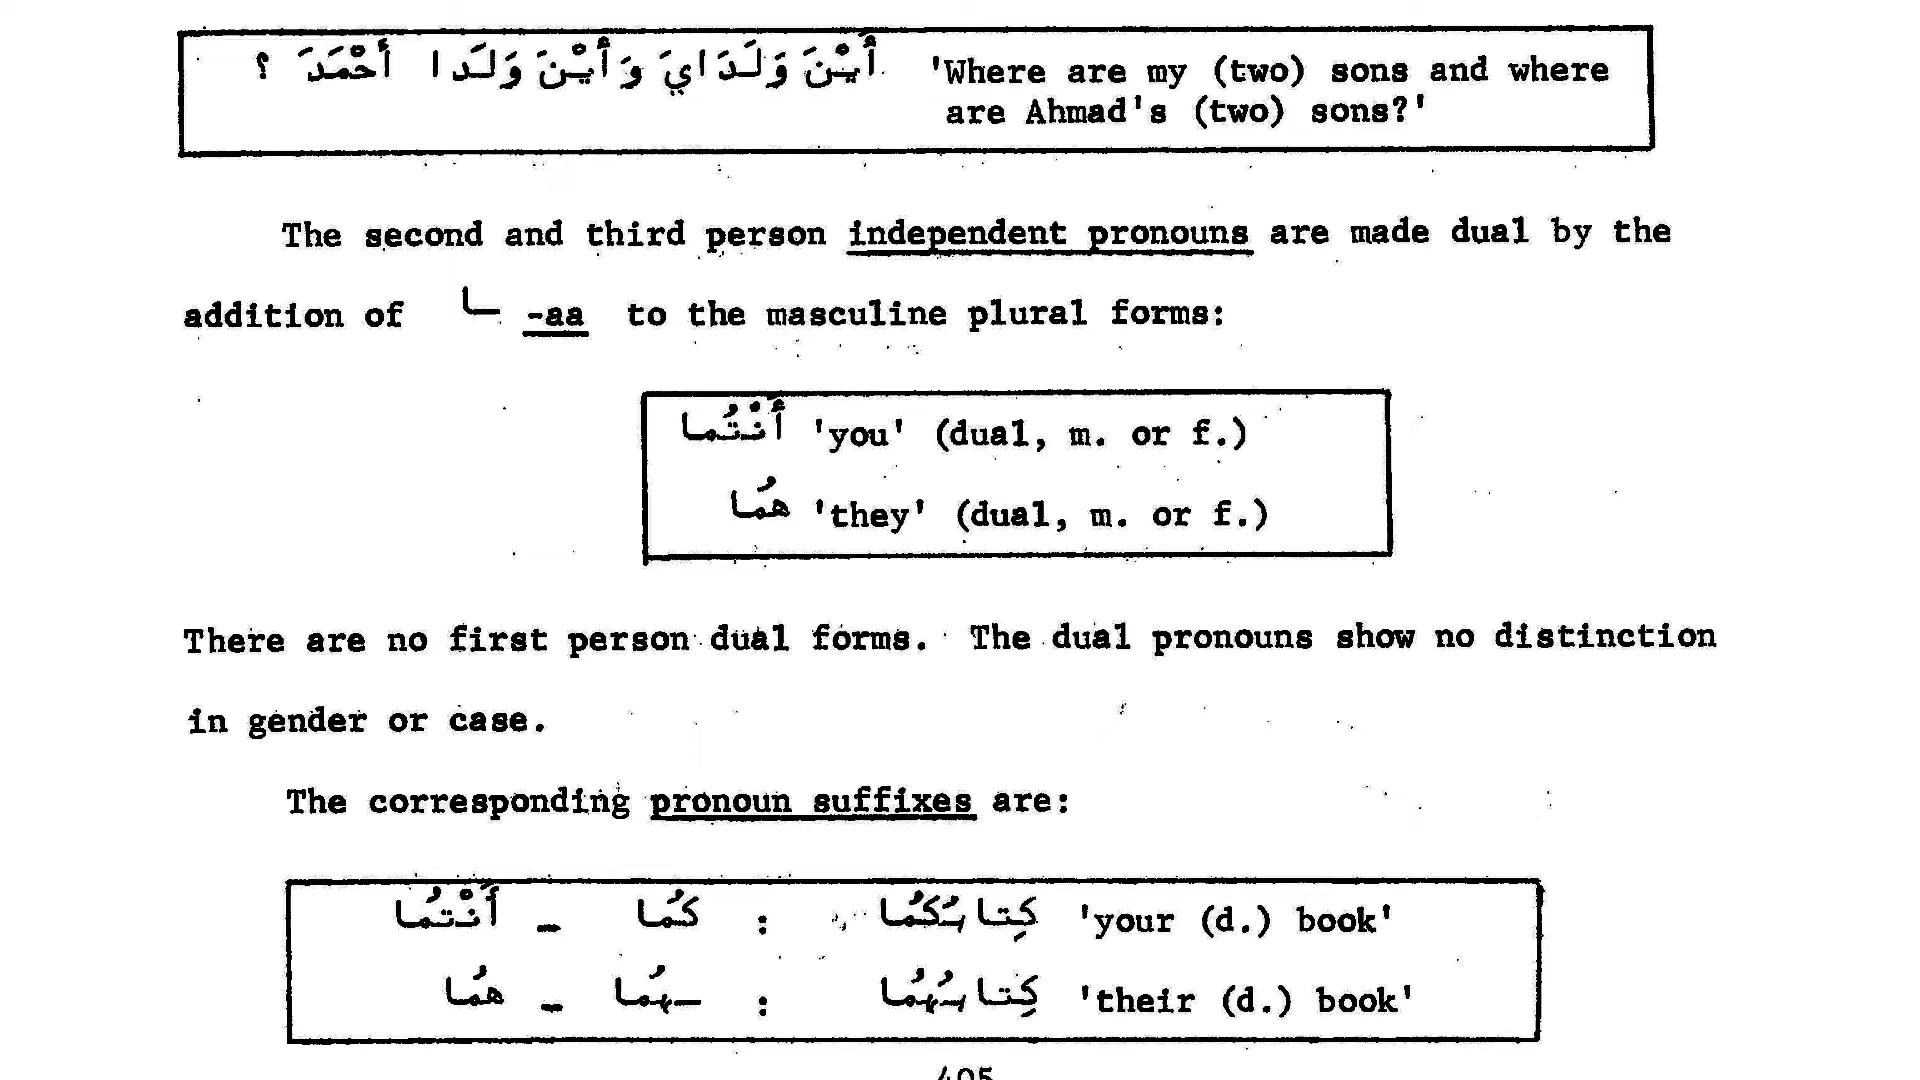 أَيْنَ وَلَدَايَ وَأَيْنَ وَلَدا أَحْمَدَ ؟ 'Where are my (two) sons and where
are Ahmad's (two) sons?'
The second and third person independent pronouns are made dual by the
addition of ـا -aa to the masculine plural forms:
أَنْتُما 'you' (dual, m. or f.)
هُما 'they' (dual, m. or f.)
There are no first person dual forms. The dual pronouns show no distinction
in gender or case.
The corresponding pronoun suffixes are:
أَنْتُما - كُما : كِتابُكُما 'your (d.) book'
هُما - ـهُما : كِتابُهُما 'their (d.) book'
405